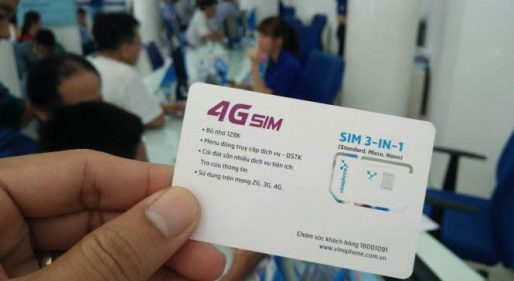 4G SIM
• Bộ nhớ 128K
• Menu động truy cập dịch vụ - DSTK
• Cài đặt sẵn nhiều dịch vụ tiện ích,
Tra cứu thông tin
• Sử dụng trên mạng 2G, 3G, 4G.
SIM 3-IN-1
(Standard, Micro, Nano)
vinaphone
Chăm sóc khách hàng 18001091
www.vinaphone.com.vn